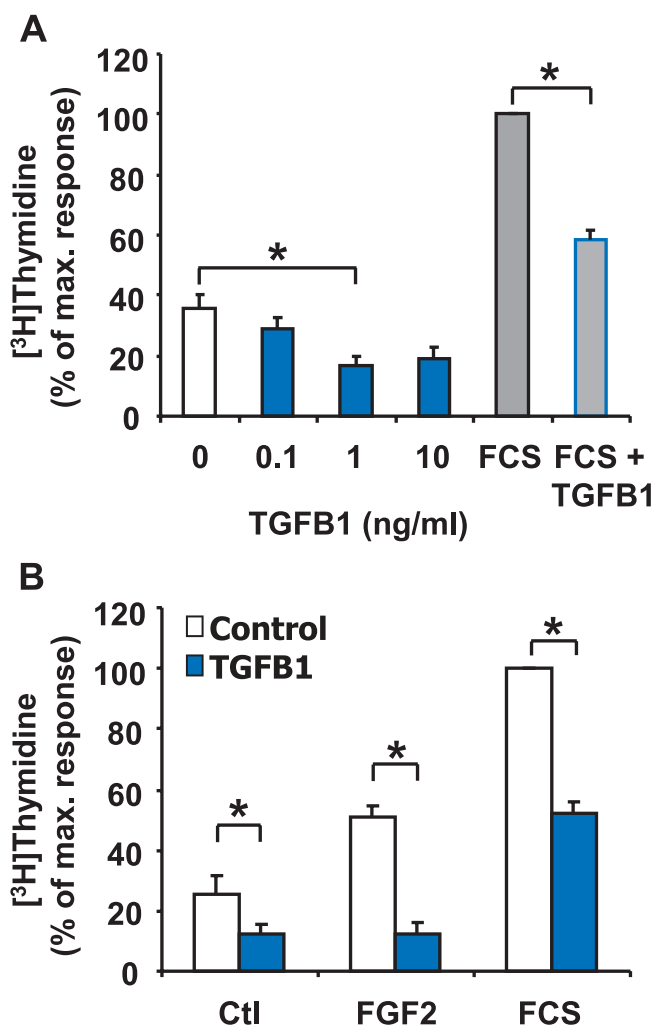 A
[³H]Thymidine
(% of max. response)
120
100
80
60
40
20
0
*
*
0 0.1 1 10 FCS FCS +
TGFB1
TGFB1 (ng/ml)
B
[³H]Thymidine
(% of max. response)
120
100
80
60
40
20
0
Control
TGFB1
*
*
*
Ctl FGF2 FCS